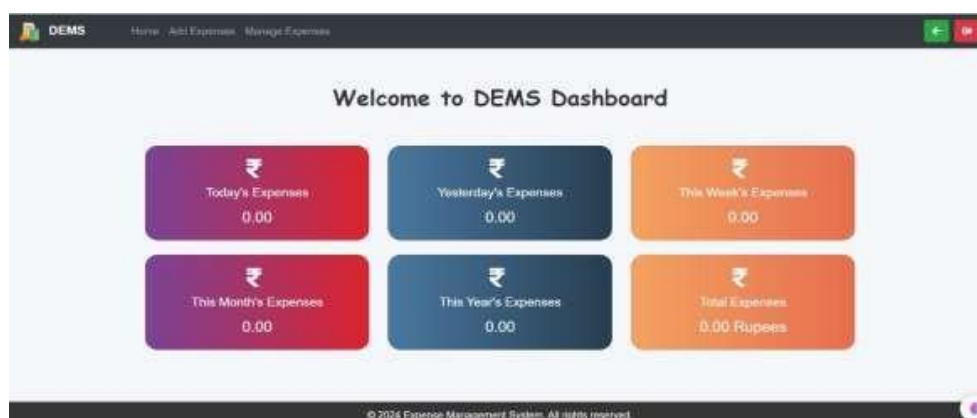 DEMS Home Add Expenses Manage Expenses
Welcome to DEMS Dashboard
₹ ₹ ₹
Today's Expenses Yesterday's Expenses This Week's Expenses
0.00 0.00 0.00
₹ ₹ ₹
This Month's Expenses This Year's Expenses Total Expenses
0.00 0.00 0.00 Rupees
© 2024 Expense Management System. All rights reserved.